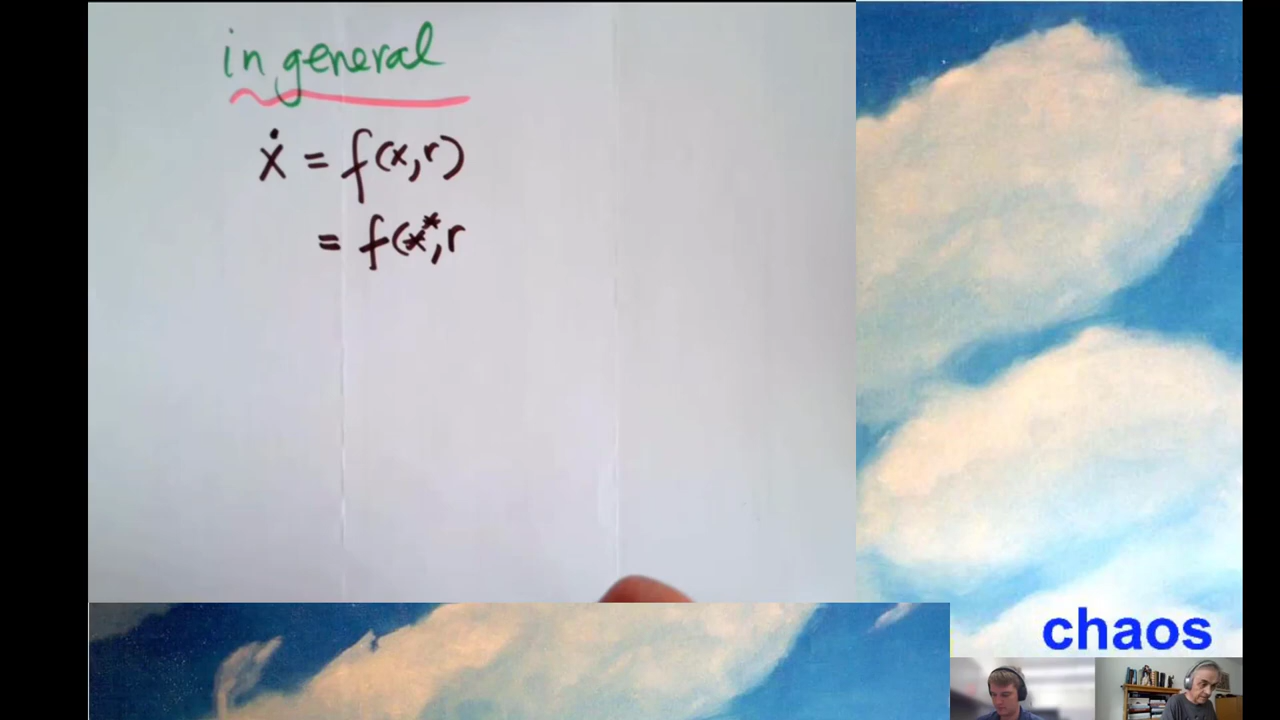 in general
ẋ = f(x,r)
= f(x*,r
chaos